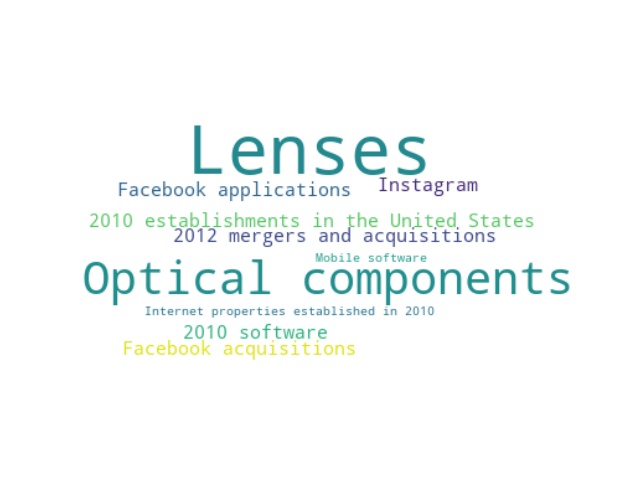 Lenses
Facebook applications
Instagram
2010 establishments in the United States
2012 mergers and acquisitions
Mobile software
Optical components
Internet properties established in 2010
2010 software
Facebook acquisitions